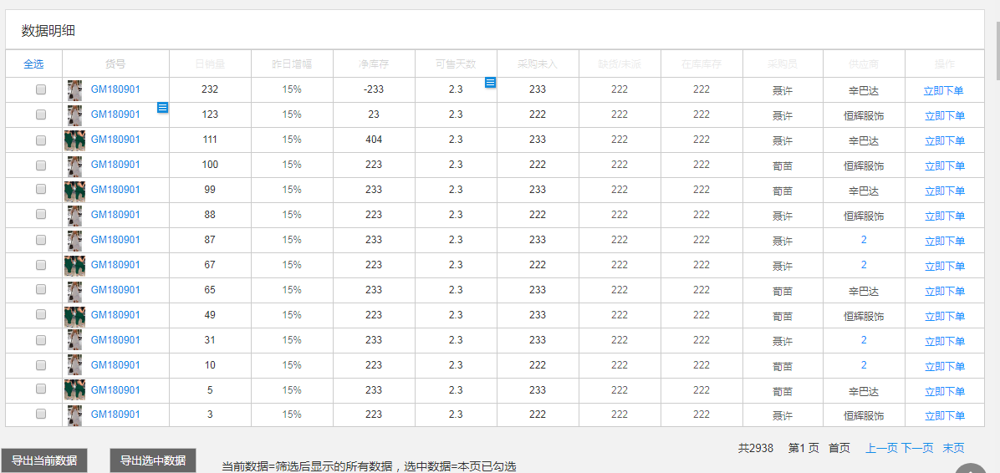 数据明细
全选 货号 日销量 昨日增幅 净库存 可售天数 采购未入 缺货/未派 在库库存 采购员 供应商 操作
GM180901 232 15% -233 2.3 233 222 222 聂许 辛巴达 立即下单
GM180901 123 15% 23 2.3 222 222 222 聂许 恒辉服饰 立即下单
GM180901 111 15% 404 2.3 233 222 222 聂许 辛巴达 立即下单
GM180901 100 15% 223 2.3 222 222 222 荀苗 恒辉服饰 立即下单
GM180901 99 15% 233 2.3 233 222 222 荀苗 辛巴达 立即下单
GM180901 88 15% 223 2.3 222 222 222 聂许 恒辉服饰 立即下单
GM180901 87 15% 233 2.3 233 222 222 聂许 2 立即下单
GM180901 67 15% 223 2.3 222 222 222 聂许 2 立即下单
GM180901 65 15% 233 2.3 233 222 222 荀苗 辛巴达 立即下单
GM180901 49 15% 223 2.3 233 222 222 荀苗 恒辉服饰 立即下单
GM180901 31 15% 233 2.3 233 222 222 聂许 2 立即下单
GM180901 10 15% 223 2.3 222 222 222 荀苗 2 立即下单
GM180901 5 15% 233 2.3 233 222 222 荀苗 辛巴达 立即下单
GM180901 3 15% 223 2.3 222 222 222 聂许 恒辉服饰 立即下单
共2938 第1 页 首页 上一页 下一页 末页
导出当前数据 导出选中数据 当前数据=筛选后显示的所有数据，选中数据=本页已勾选